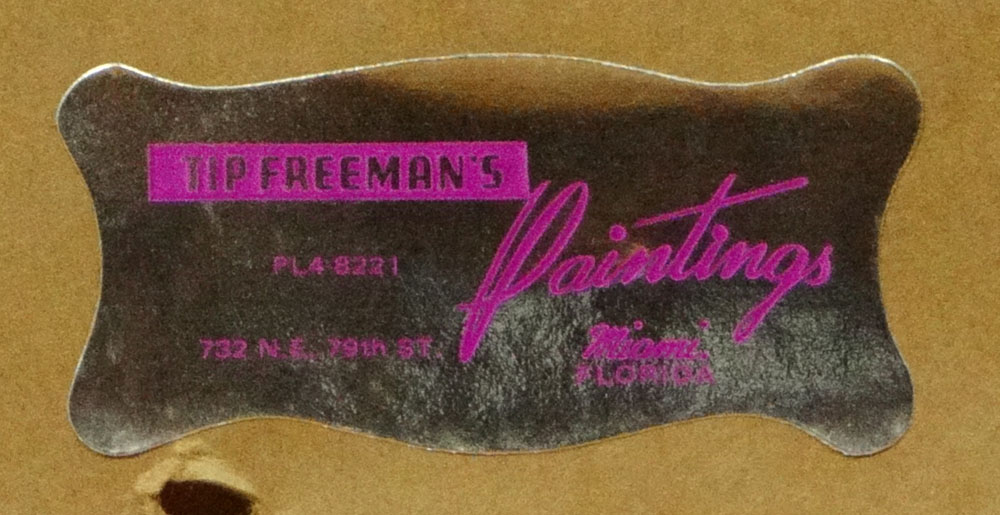 TIP FREEMAN'S
Paintings
PL4-8221
732 N.E. 79th ST.
Miami,
FLORIDA